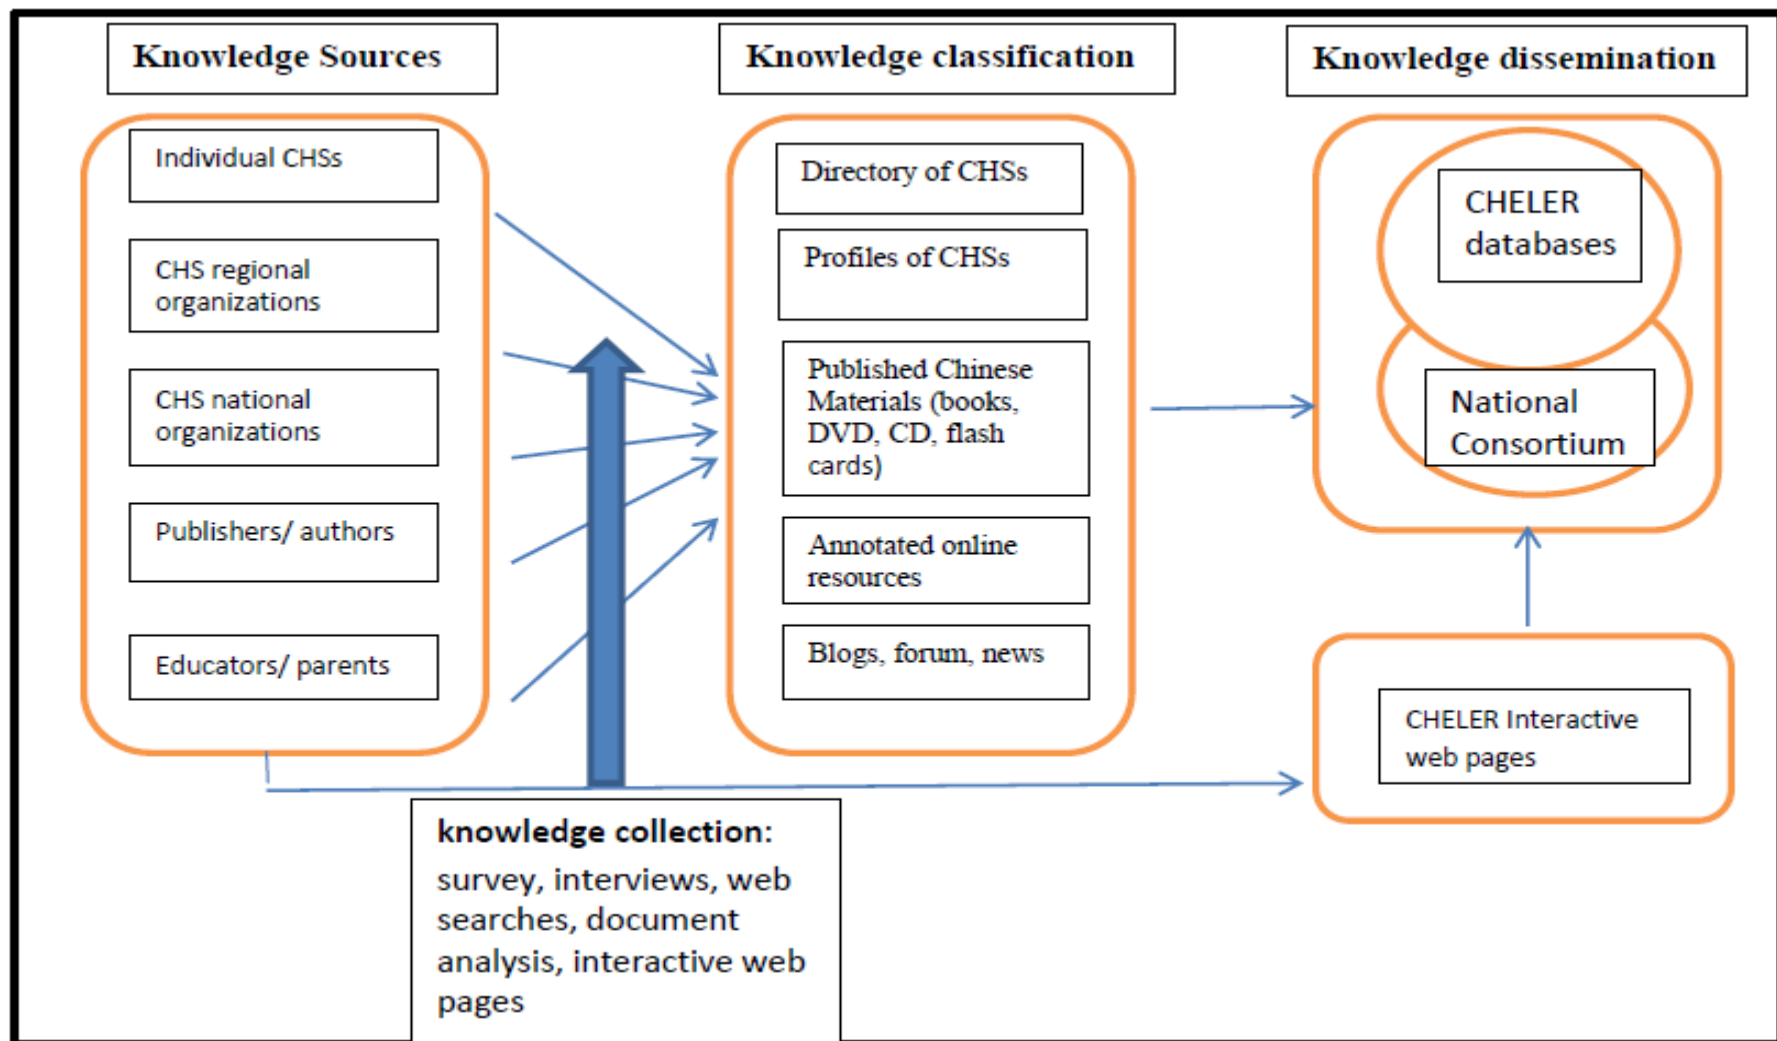 Knowledge Sources
Individual CHSs
CHS regional
organizations
CHS national
organizations
Publishers/ authors
Educators/ parents
knowledge collection:
survey, interviews, web
searches, document
analysis, interactive web
pages
Knowledge classification
Directory of CHSs
Profiles of CHSs
Published Chinese
Materials (books,
DVD, CD, flash
cards)
Annotated online
resources
Blogs, forum, news
Knowledge dissemination
CHELER
databases
National
Consortium
CHELER Interactive
web pages